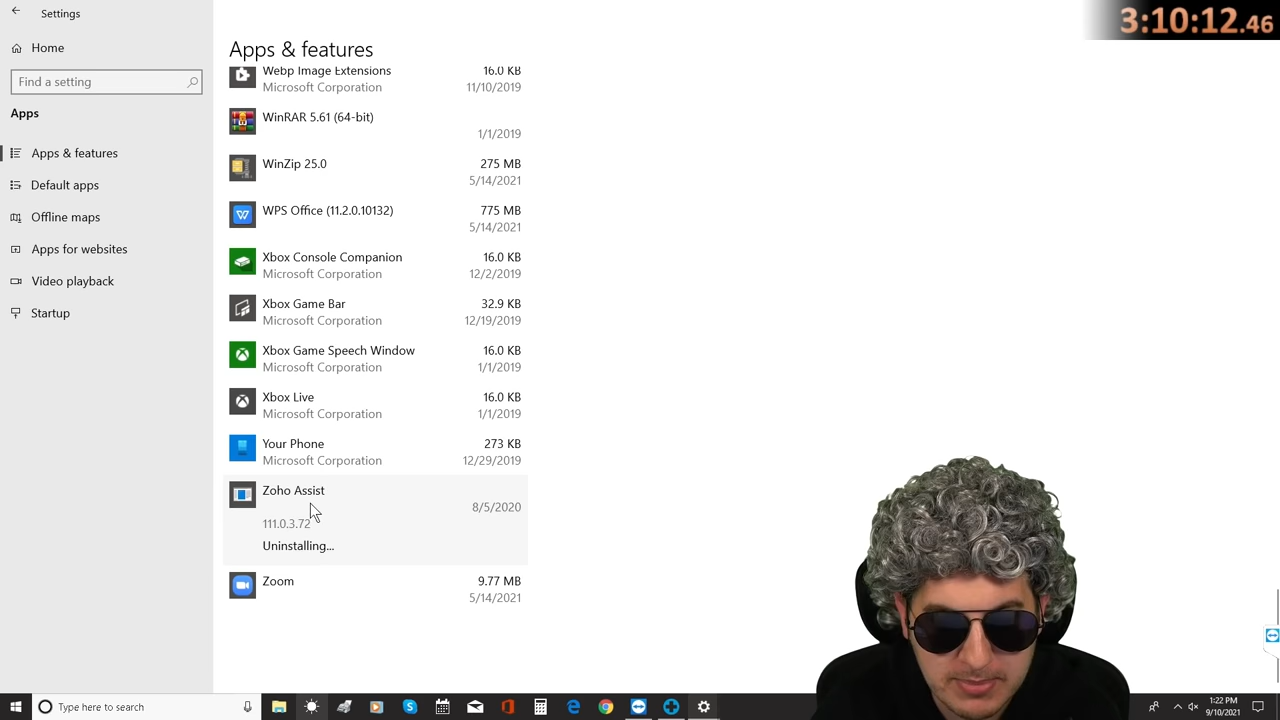 Settings
3:10:12.46
Home
Find a setting
Apps
Apps & features
Default apps
Offline maps
Apps for websites
Video playback
Startup
Apps & features
Webp Image Extensions 16.0 KB
Microsoft Corporation 11/10/2019
WinRAR 5.61 (64-bit)
1/1/2019
WinZip 25.0 275 MB
5/14/2021
WPS Office (11.2.0.10132) 775 MB
5/14/2021
Xbox Console Companion 16.0 KB
Microsoft Corporation 12/2/2019
Xbox Game Bar 32.9 KB
Microsoft Corporation 12/19/2019
Xbox Game Speech Window 16.0 KB
Microsoft Corporation 1/1/2019
Xbox Live 16.0 KB
Microsoft Corporation 1/1/2019
Your Phone 273 KB
Microsoft Corporation 12/29/2019
Zoho Assist
8/5/2020
111.0.3.72
Uninstalling...
Zoom 9.77 MB
5/14/2021
Type here to search
1:22 PM
9/10/2021